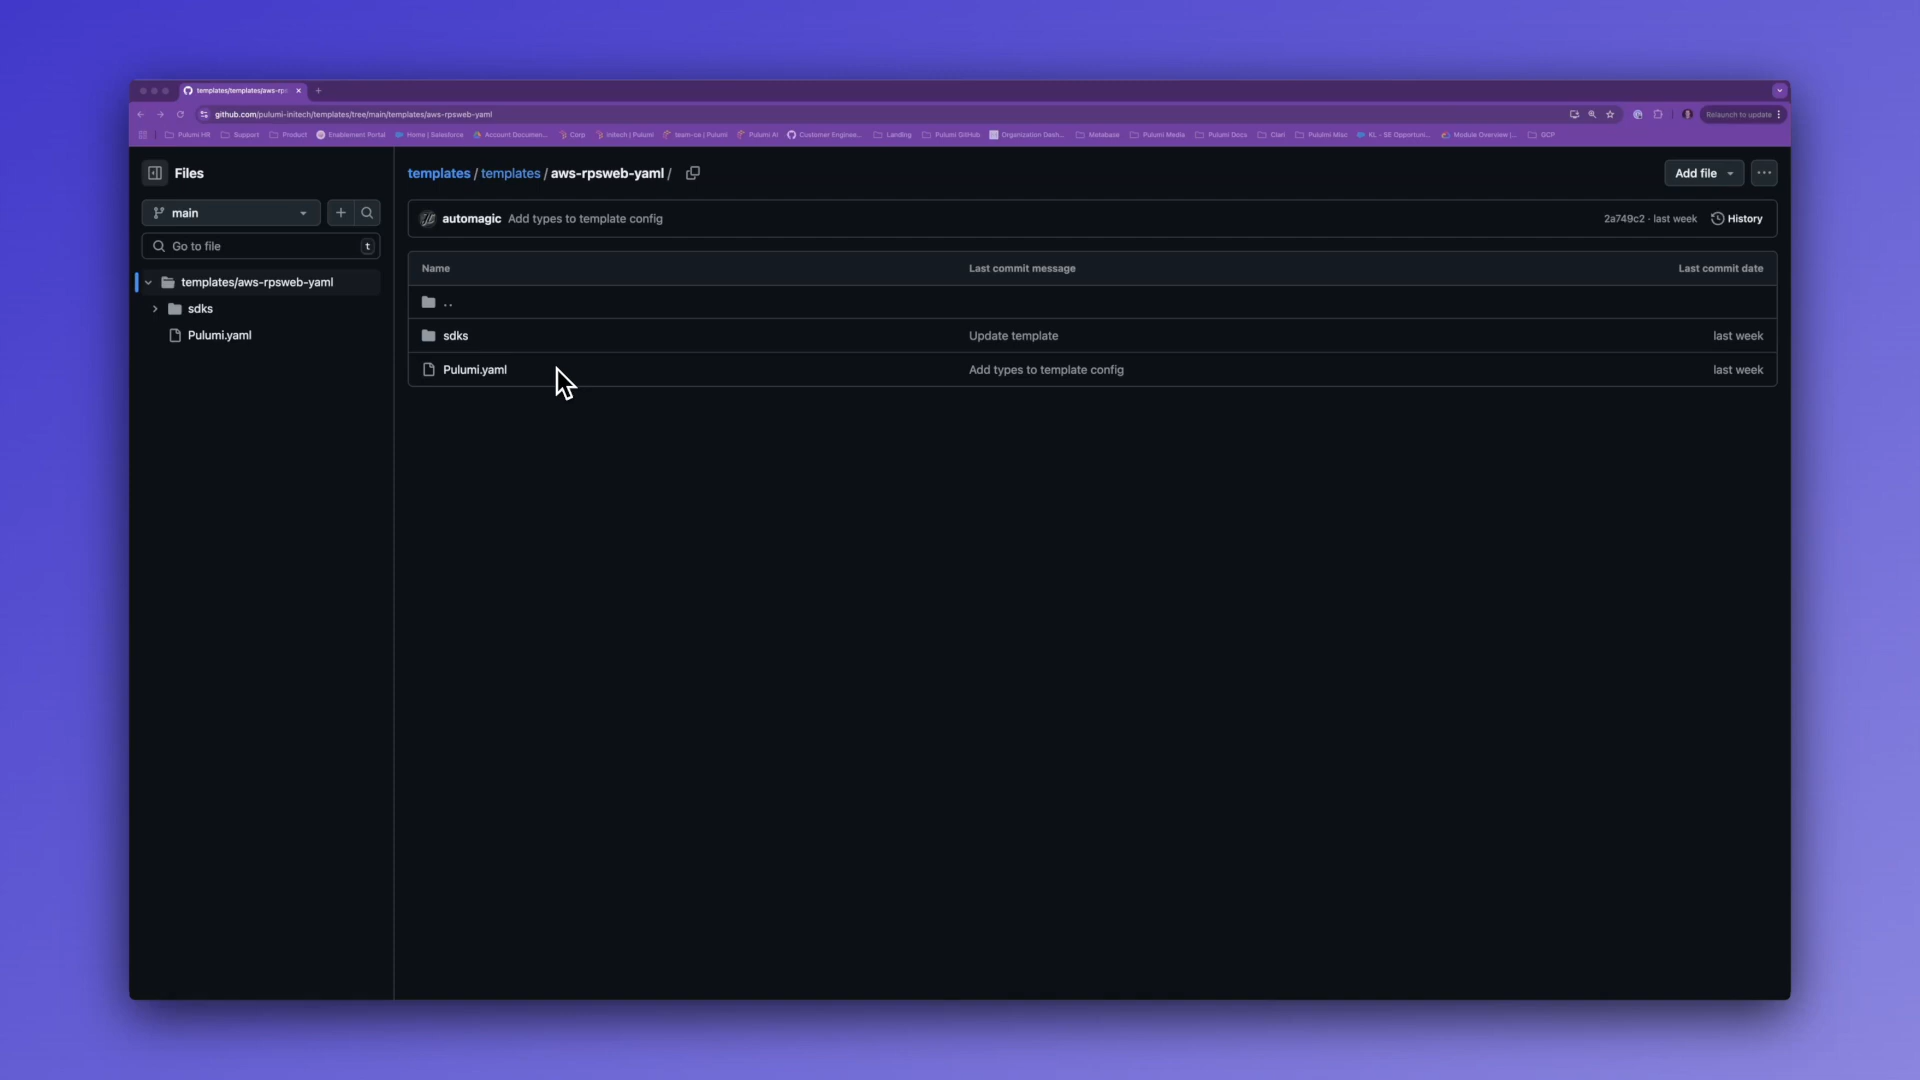 templates/templates/aws-rps
github.com/pulumi-initech/templates/tree/main/templates/aws-rpsweb-yaml
Relaunch to update
Pulumi HR Support Product Enablement Portal Home | Salesforce Account Documen... Corp initech | Pulumi team-ce | Pulumi Pulumi AI Customer Enginee... Landing Pulumi GitHub Organization Dash... Metabase Pulumi Media Pulumi Docs Clari Pulumi Misc KL - SE Opportuni... Module Overview |... GCP
Files
templates / templates / aws-rpsweb-yaml /
Add file
main
automagic Add types to template config
2a749c2 · last week History
Go to file t
Name Last commit message Last commit date
templates/aws-rpsweb-yaml
..
sdks
sdks Update template last week
Pulumi.yaml
Pulumi.yaml Add types to template config last week